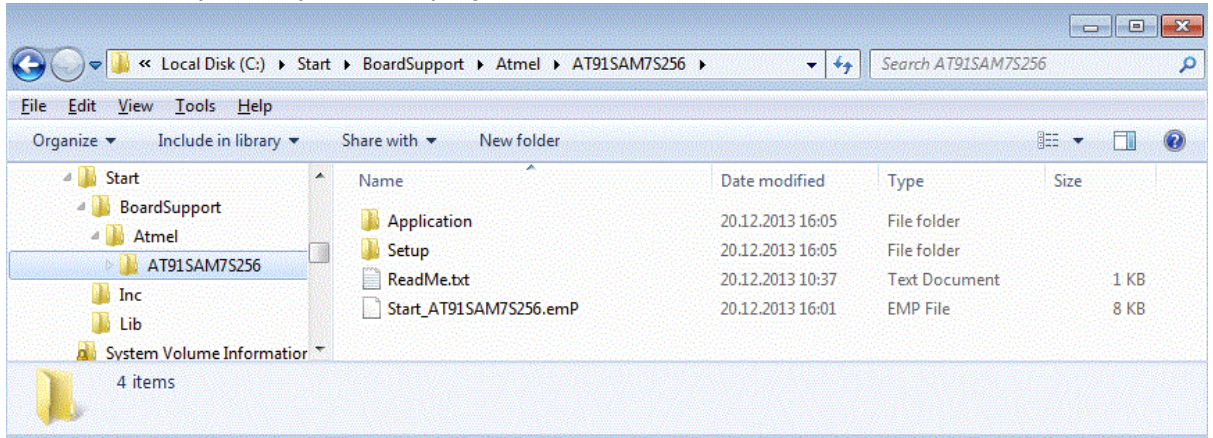 « Local Disk (C:) Start BoardSupport Atmel AT91SAM7S256 Search AT91SAM7S256
File Edit View Tools Help
Organize Include in library Share with New folder
Start
BoardSupport
Atmel
AT91SAM7S256
Inc
Lib
System Volume Informatior
Name Date modified Type Size
Application 20.12.2013 16:05 File folder
Setup 20.12.2013 16:05 File folder
ReadMe.txt 20.12.2013 10:37 Text Document 1 KB
Start_AT91SAM7S256.emP 20.12.2013 16:01 EMP File 8 KB
4 items